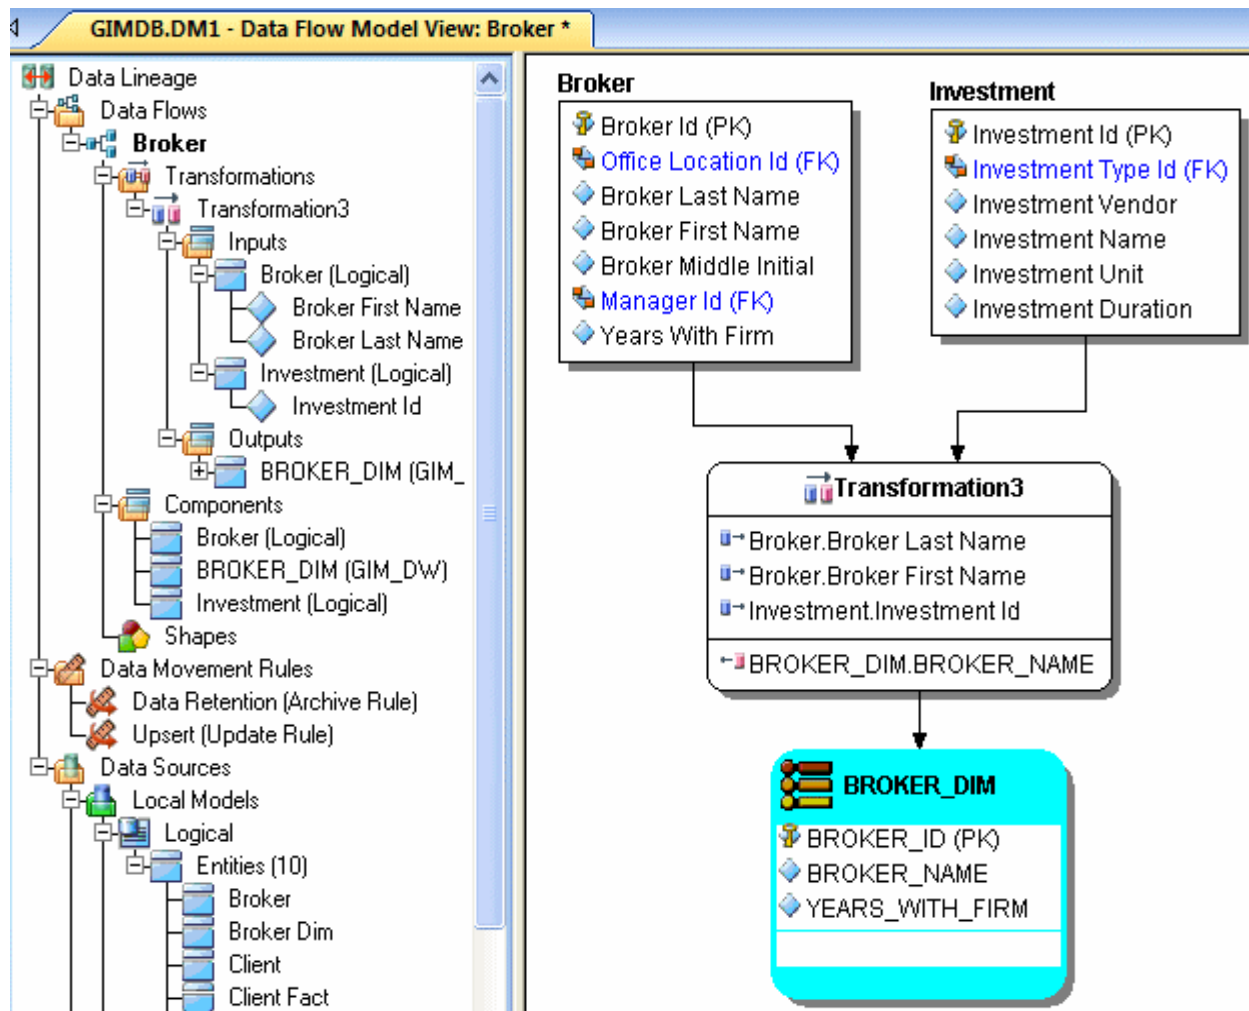 GIMDB.DM1 - Data Flow Model View: Broker *
Data Lineage
Data Flows
Broker
Transformations
Transformation3
Inputs
Broker (Logical)
Broker First Name
Broker Last Name
Investment (Logical)
Investment Id
Outputs
BROKER_DIM (GIM_
Components
Broker (Logical)
BROKER_DIM (GIM_DW)
Investment (Logical)
Shapes
Data Movement Rules
Data Retention (Archive Rule)
Upsert (Update Rule)
Data Sources
Local Models
Logical
Entities (10)
Broker
Broker Dim
Client
Client Fact
Broker
Broker Id (PK)
Office Location Id (FK)
Broker Last Name
Broker First Name
Broker Middle Initial
Manager Id (FK)
Years With Firm
Investment
Investment Id (PK)
Investment Type Id (FK)
Investment Vendor
Investment Name
Investment Unit
Investment Duration
Transformation3
Broker.Broker Last Name
Broker.Broker First Name
Investment.Investment Id
BROKER_DIM.BROKER_NAME
BROKER_DIM
BROKER_ID (PK)
BROKER_NAME
YEARS_WITH_FIRM